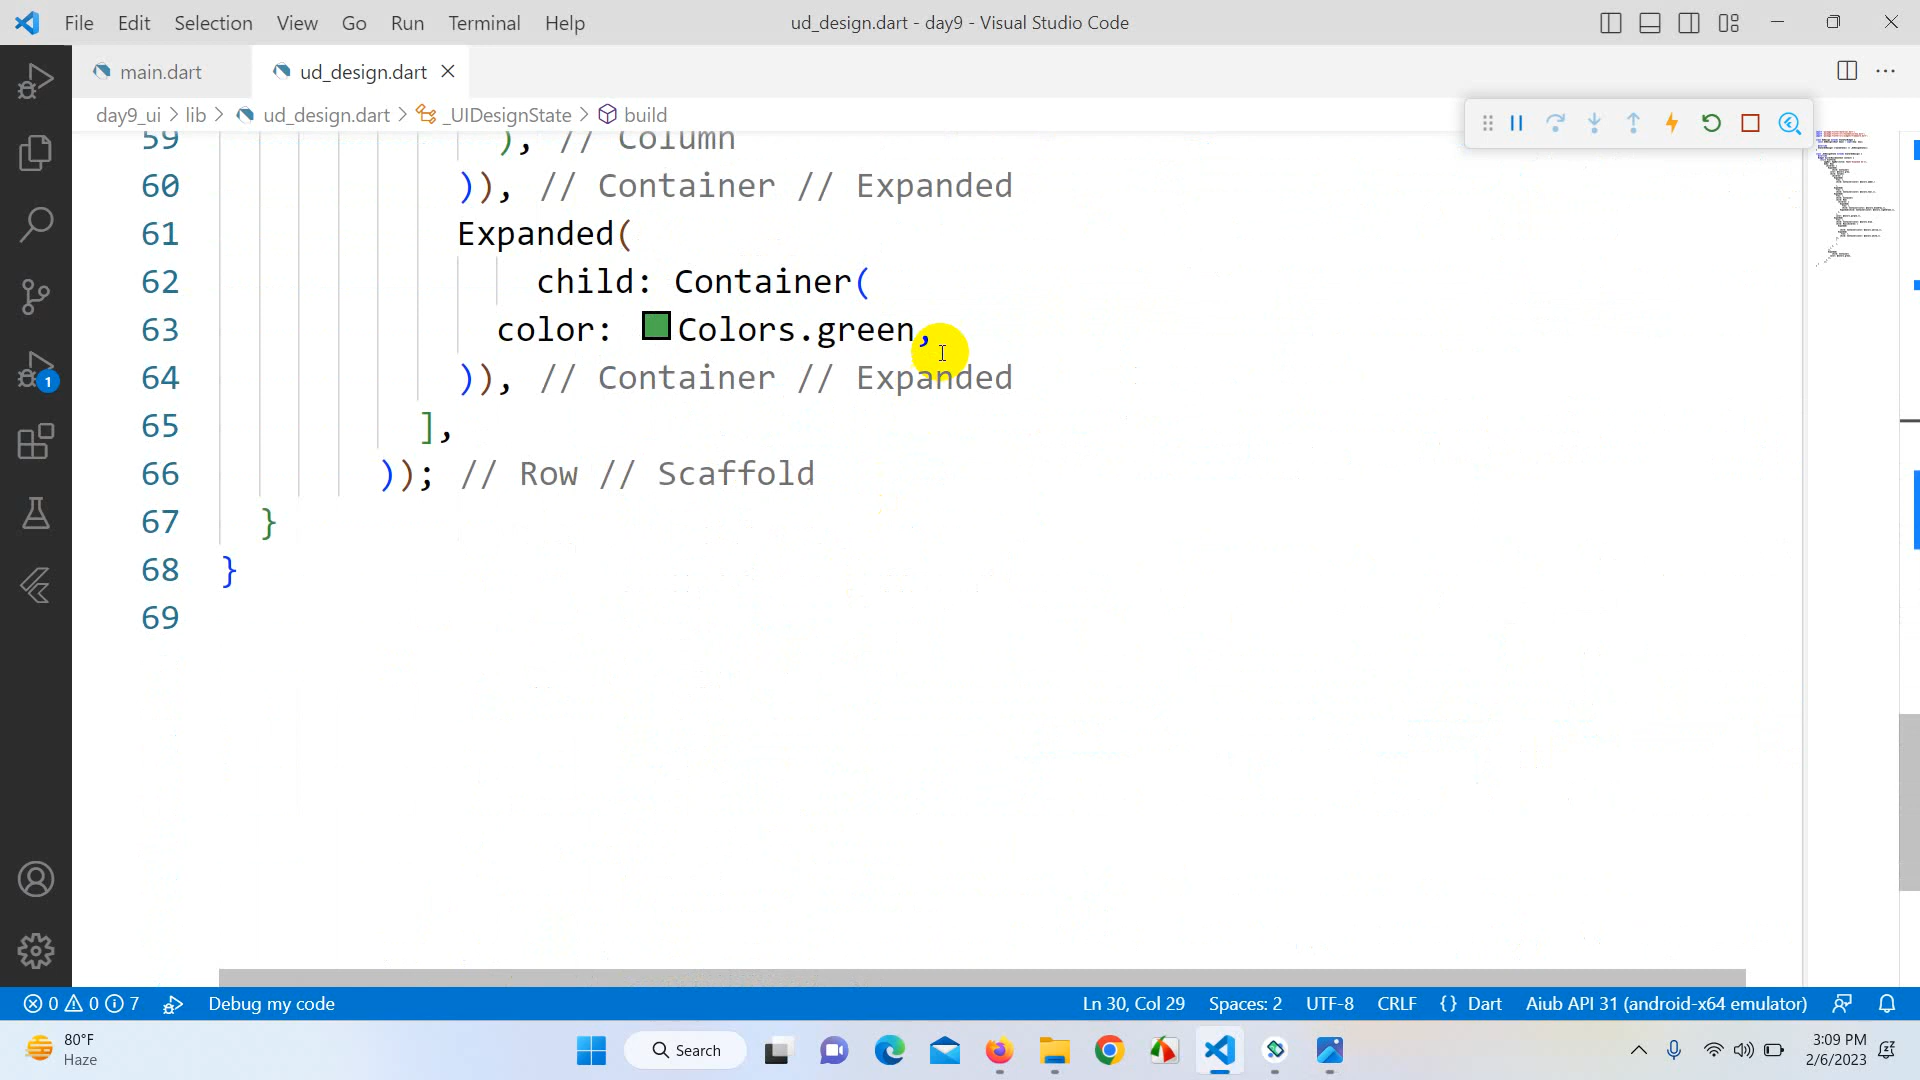 File Edit Selection View Go Run Terminal Help
ud_design.dart - day9 - Visual Studio Code
main.dart
ud_design.dart
day9_ui > lib > ud_design.dart > _UIDesignState > build
59 ), // Column
60 )), // Container // Expanded
61 Expanded(
62 child: Container(
63 color: Colors.green,
64 )), // Container // Expanded
65 ],
66 )); // Row // Scaffold
67 }
68 }
69
1
0 0 7 Debug my code
Ln 30, Col 29 Spaces: 2 UTF-8 CRLF {} Dart Aiub API 31 (android-x64 emulator)
80°F
Haze
Search
3:09 PM
2/6/2023